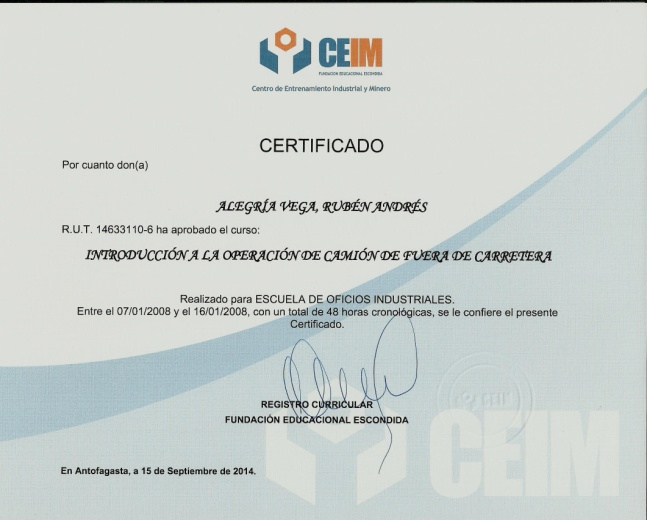 CEIM
FUNDACION EDUCACIONAL ESCONDIDA
Centro de Entrenamiento Industrial y Minero
CERTIFICADO
Por cuanto don(a)
ALEGRÍA VEGA, RUBÉN ANDRÉS
R.U.T. 14633110-6 ha aprobado el curso:
INTRODUCCIÓN A LA OPERACIÓN DE CAMIÓN DE FUERA DE CARRETERA
Realizado para ESCUELA DE OFICIOS INDUSTRIALES.
Entre el 07/01/2008 y el 16/01/2008, con un total de 48 horas cronológicas, se le confiere el presente
Certificado.
REGISTRO CURRICULAR
FUNDACIÓN EDUCACIONAL ESCONDIDA
CEIM
En Antofagasta, a 15 de Septiembre de 2014.